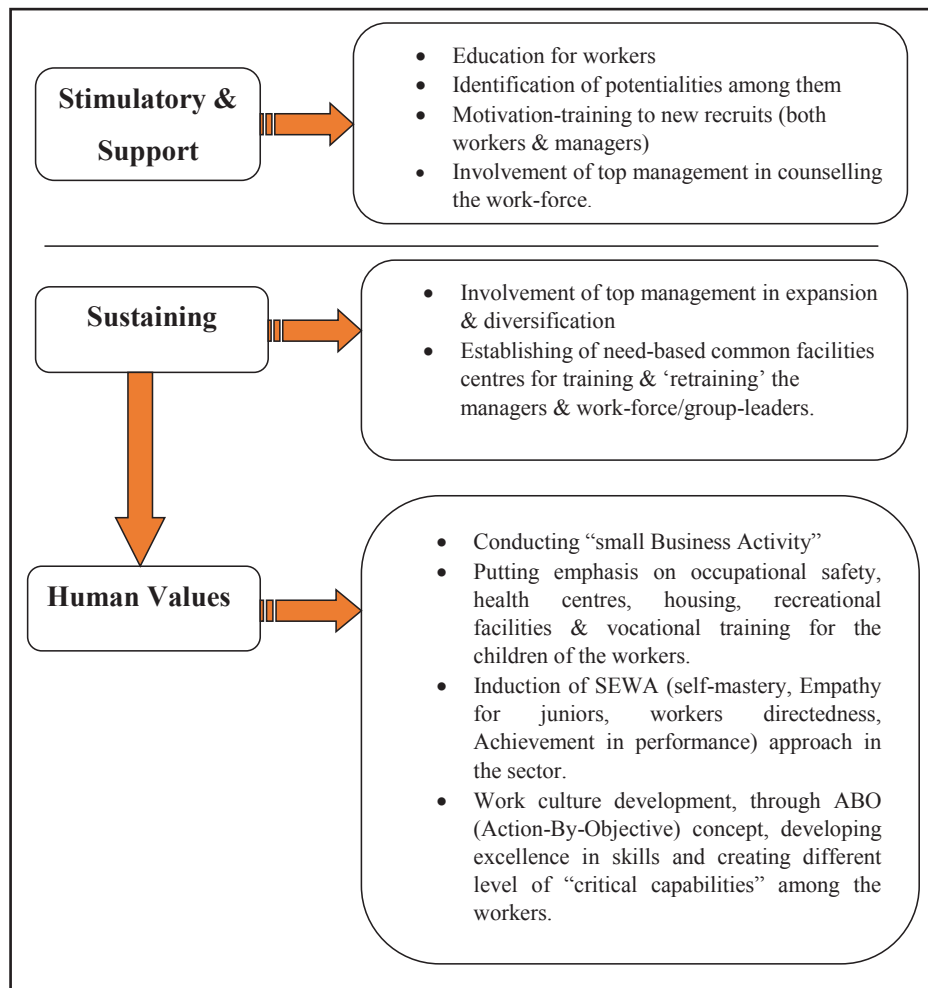 Stimulatory &
Support
• Education for workers
• Identification of potentialities among them
• Motivation-training to new recruits (both
workers & managers)
• Involvement of top management in counselling
the work-force.
Sustaining
• Involvement of top management in expansion
& diversification
• Establishing of need-based common facilities
centres for training & ‘retraining’ the
managers & work-force/group-leaders.
Human Values
• Conducting “small Business Activity”
• Putting emphasis on occupational safety,
health centres, housing, recreational
facilities & vocational training for the
children of the workers.
• Induction of SEWA (self-mastery, Empathy
for juniors, workers directedness,
Achievement in performance) approach in
the sector.
• Work culture development, through ABO
(Action-By-Objective) concept, developing
excellence in skills and creating different
level of “critical capabilities” among the
workers.